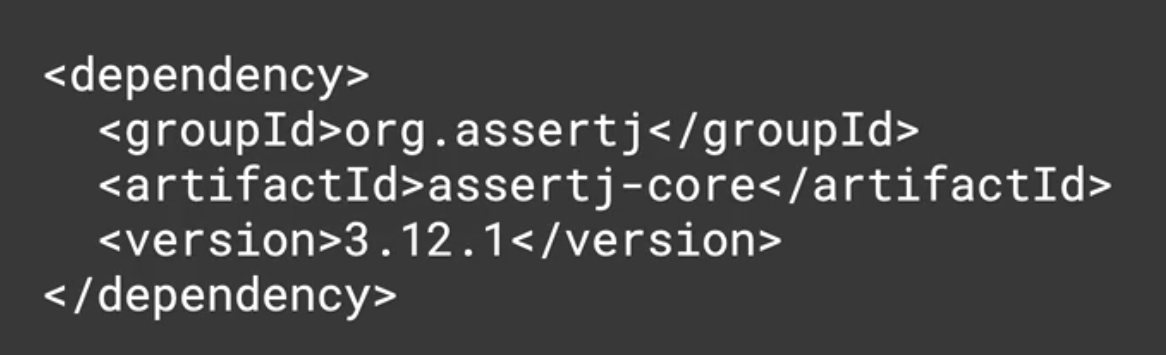 <dependency>
  <groupId>org.assertj</groupId>
  <artifactId>assertj-core</artifactId>
  <version>3.12.1</version>
</dependency>